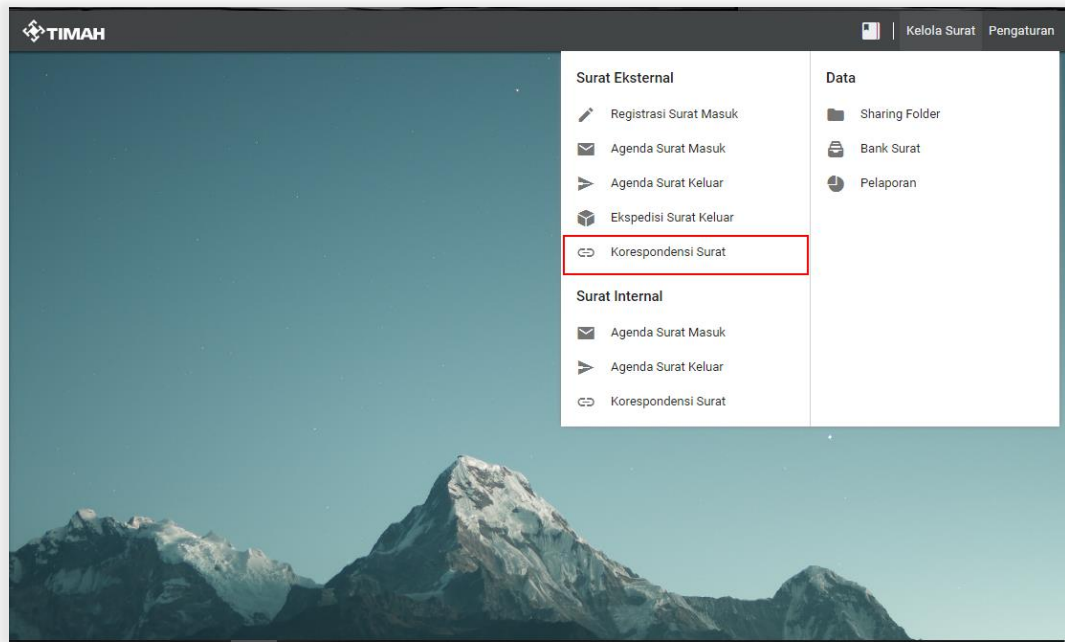 TIMAH
Kelola Surat Pengaturan
Surat Eksternal
Registrasi Surat Masuk
Agenda Surat Masuk
Agenda Surat Keluar
Ekspedisi Surat Keluar
Korespondensi Surat
Surat Internal
Agenda Surat Masuk
Agenda Surat Keluar
Korespondensi Surat
Data
Sharing Folder
Bank Surat
Pelaporan